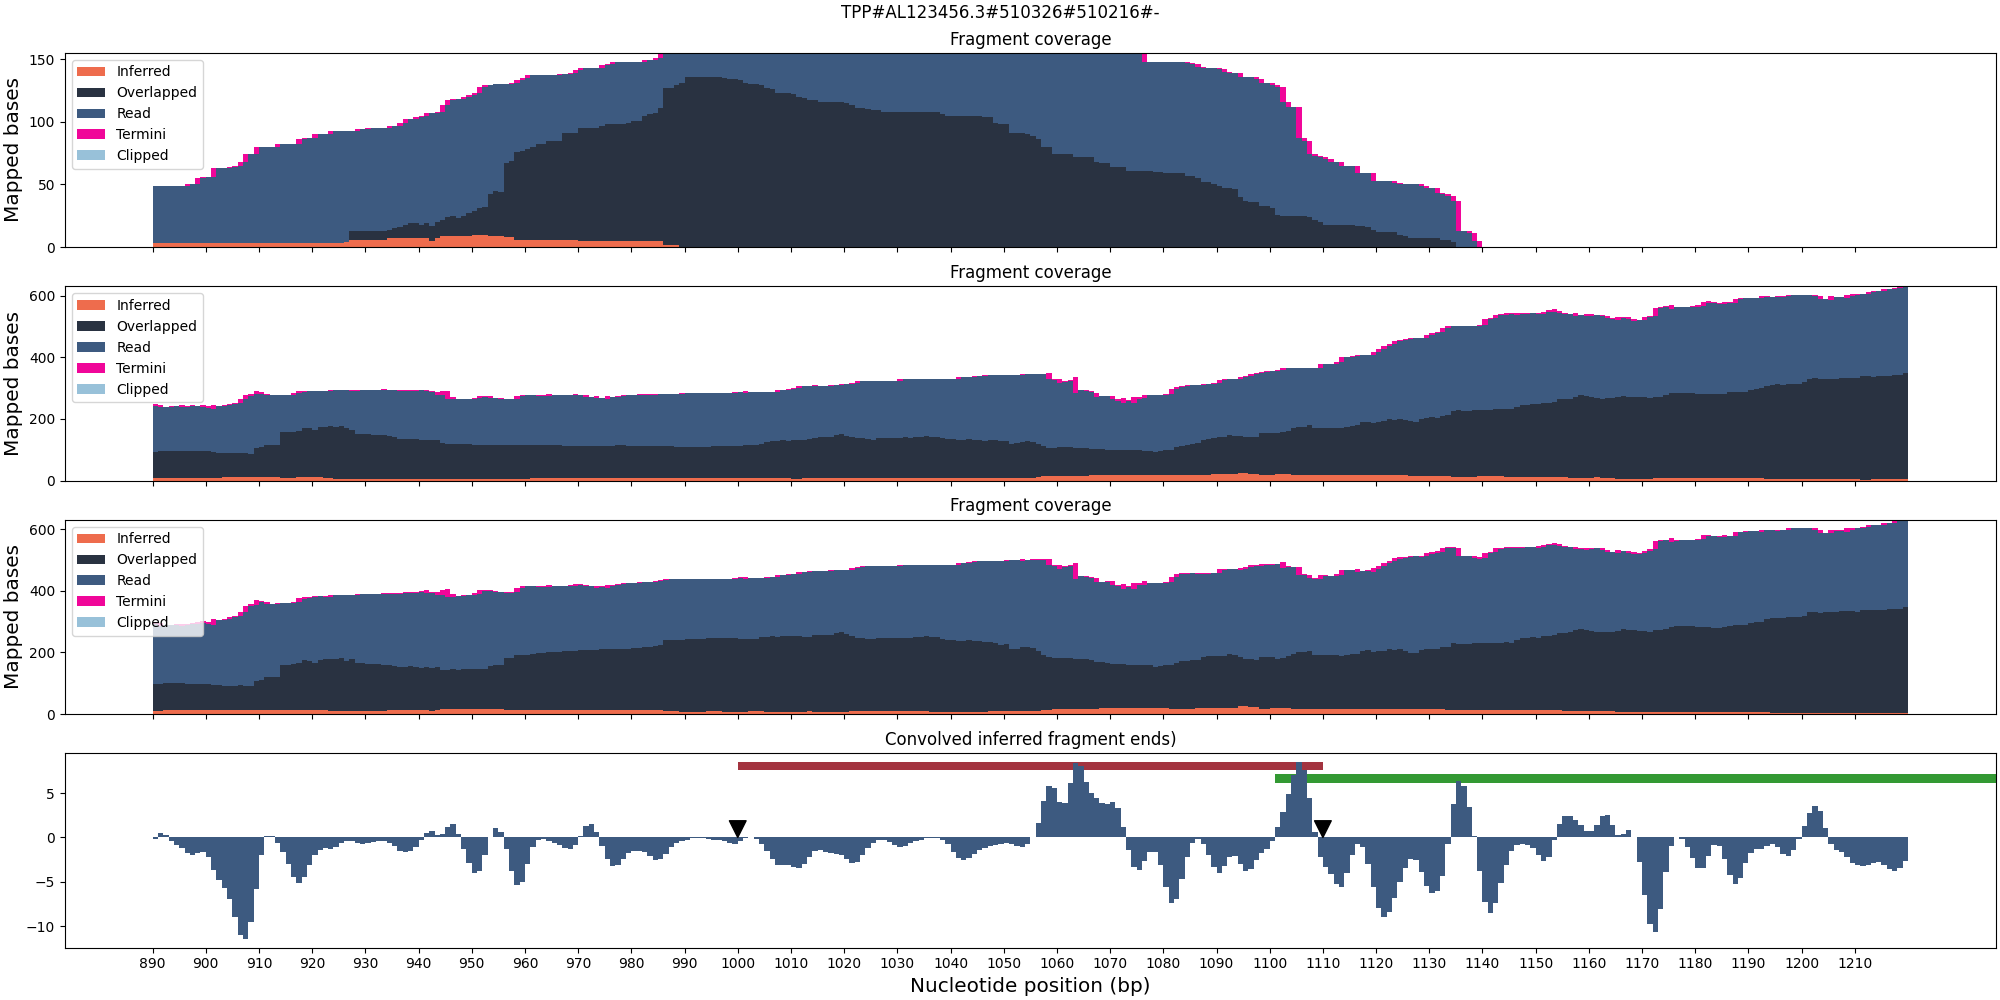 TPP#AL123456.3#510326#510216#-
Fragment coverage
Mapped bases
150
100
50
0
Inferred
Overlapped
Read
Termini
Clipped
Fragment coverage
Mapped bases
600
400
200
0
Inferred
Overlapped
Read
Termini
Clipped
Fragment coverage
Mapped bases
600
400
200
0
Inferred
Overlapped
Read
Termini
Clipped
Convolved inferred fragment ends)
5
0
−5
−10
890 900 910 920 930 940 950 960 970 980 990 1000 1010 1020 1030 1040 1050 1060 1070 1080 1090 1100 1110 1120 1130 1140 1150 1160 1170 1180 1190 1200 1210
Nucleotide position (bp)